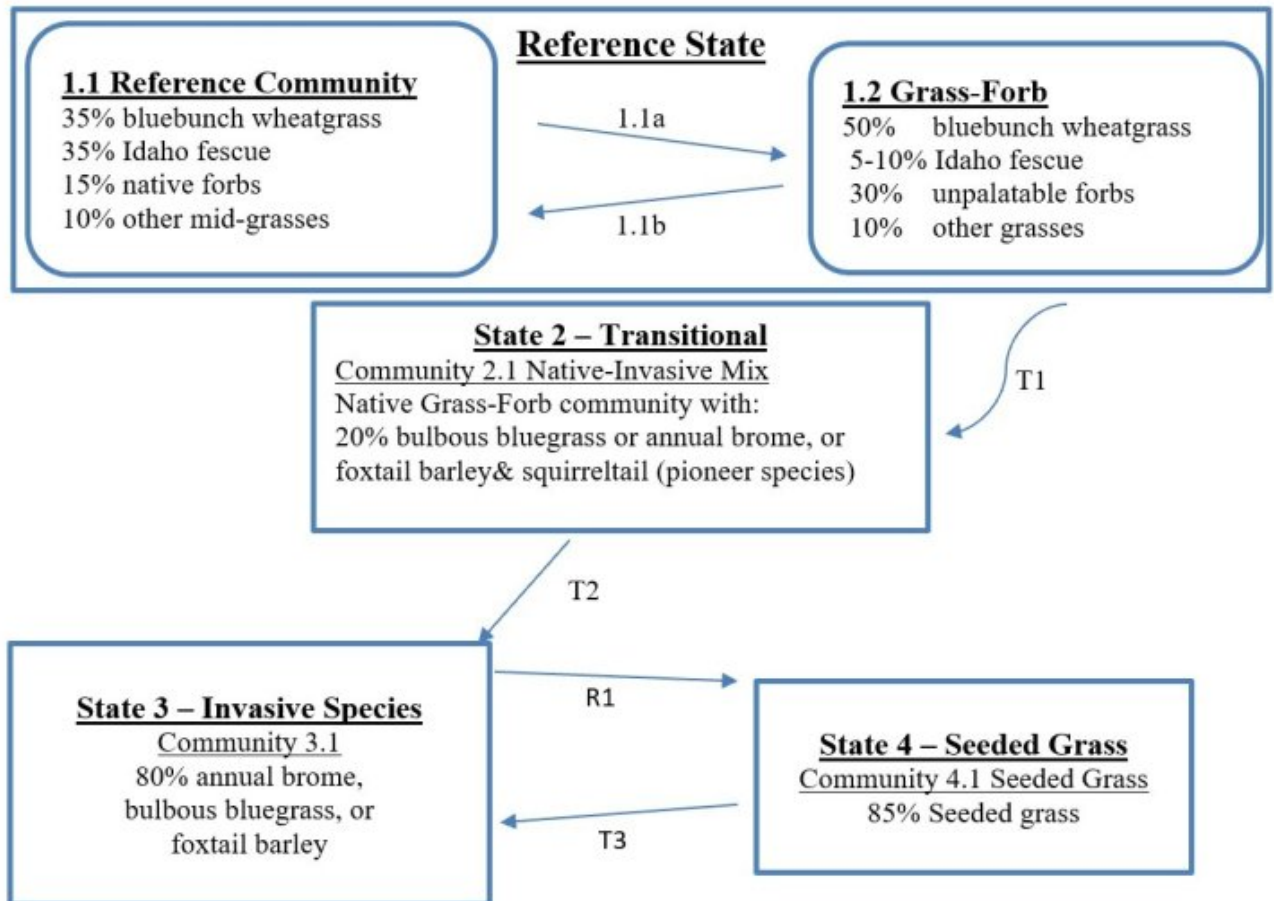 Reference State
1.1 Reference Community
35% bluebunch wheatgrass
35% Idaho fescue
15% native forbs
10% other mid-grasses
1.1a
1.1b
1.2 Grass-Forb
50% bluebunch wheatgrass
5-10% Idaho fescue
30% unpalatable forbs
10% other grasses
State 2 – Transitional
Community 2.1 Native-Invasive Mix
Native Grass-Forb community with:
20% bulbous bluegrass or annual brome, or
foxtail barley& squirreltail (pioneer species)
T1
T2
State 3 – Invasive Species
Community 3.1
80% annual brome,
bulbous bluegrass, or
foxtail barley
R1
T3
State 4 – Seeded Grass
Community 4.1 Seeded Grass
85% Seeded grass